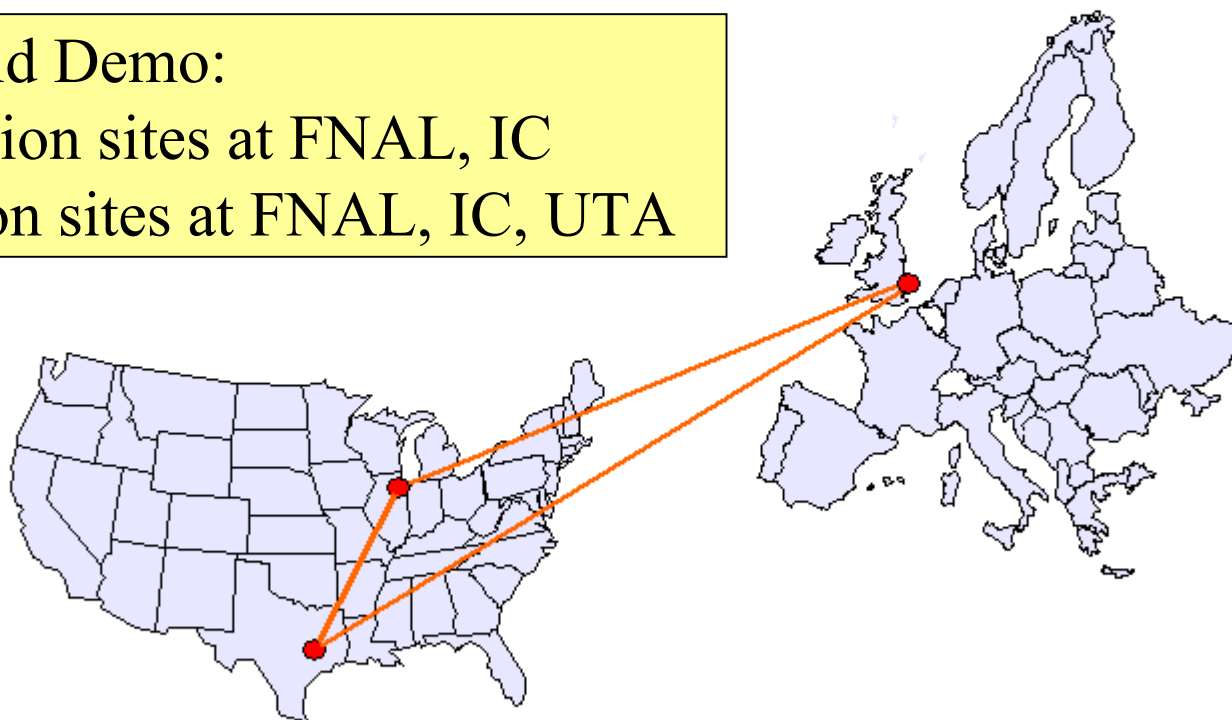 d Demo:
ion sites at FNAL, IC
on sites at FNAL, IC, UTA